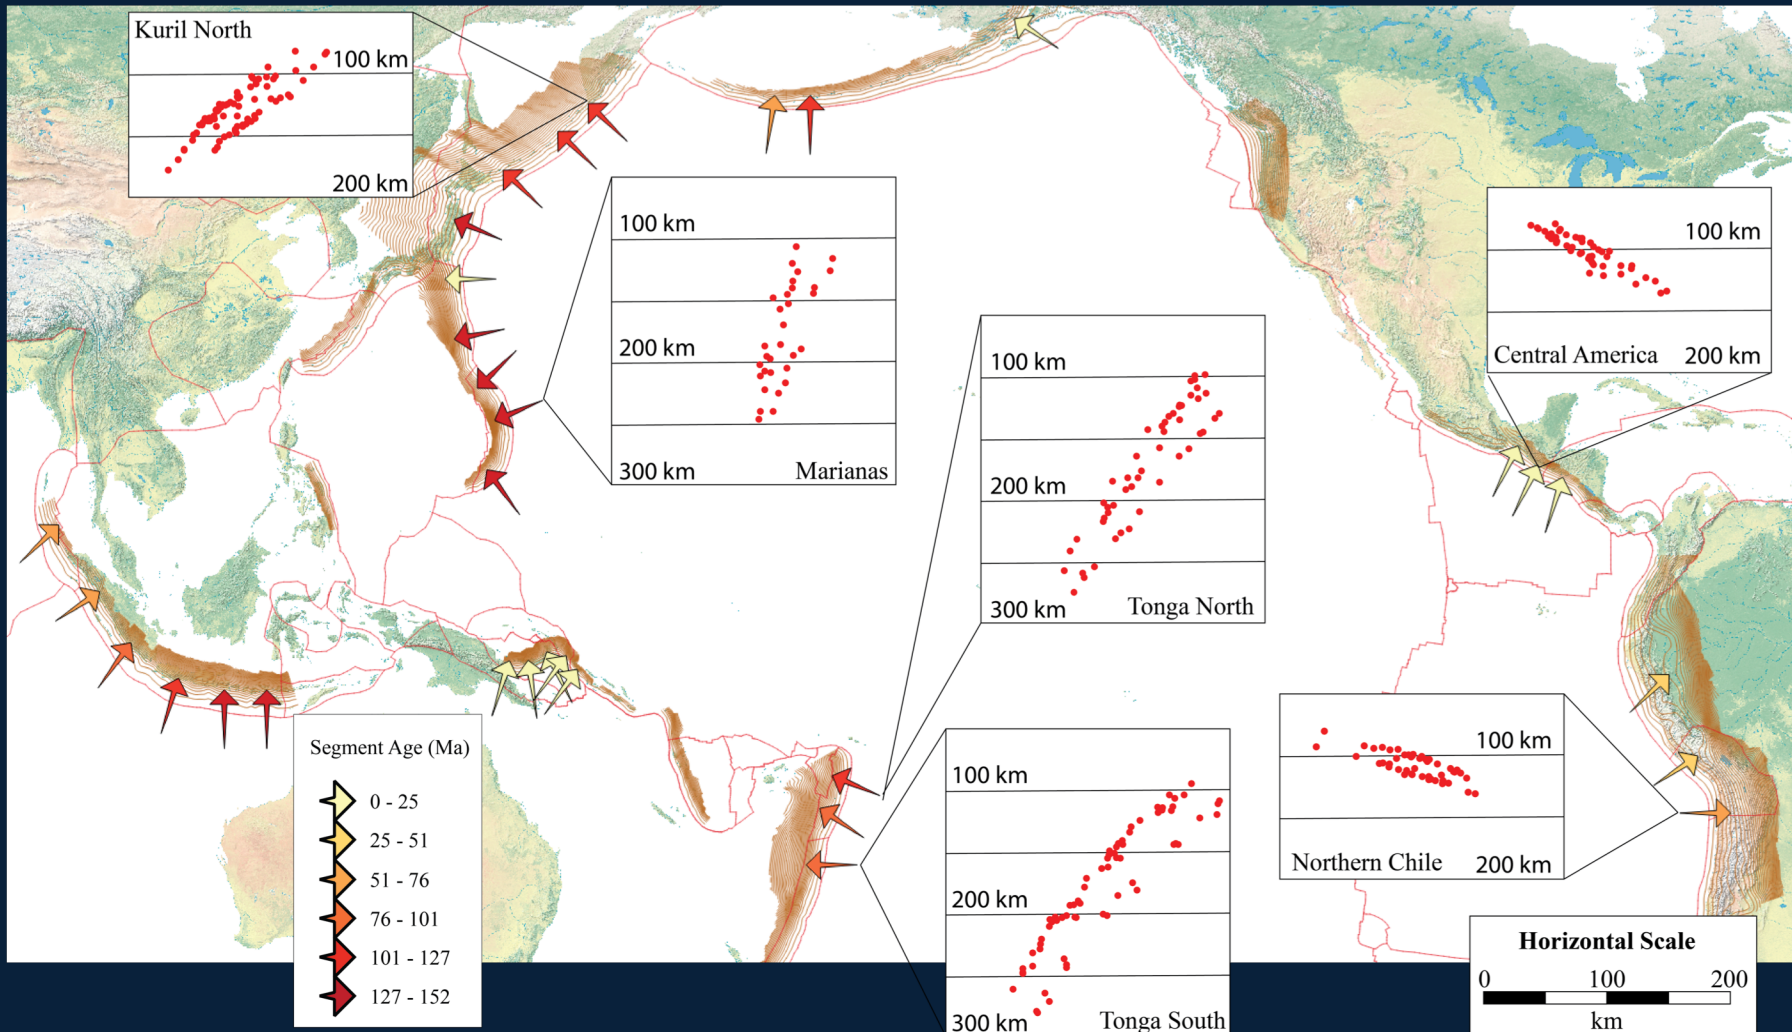 Kuril North
100 km
200 km
100 km
200 km
300 km
Marianas
100 km
200 km
300 km
Tonga North
100 km
Central America
200 km
100 km
200 km
300 km
Tonga South
100 km
Northern Chile
200 km
Segment Age (Ma)
0 - 25
25 - 51
51 - 76
76 - 101
101 - 127
127 - 152
Horizontal Scale
0 100 200
km